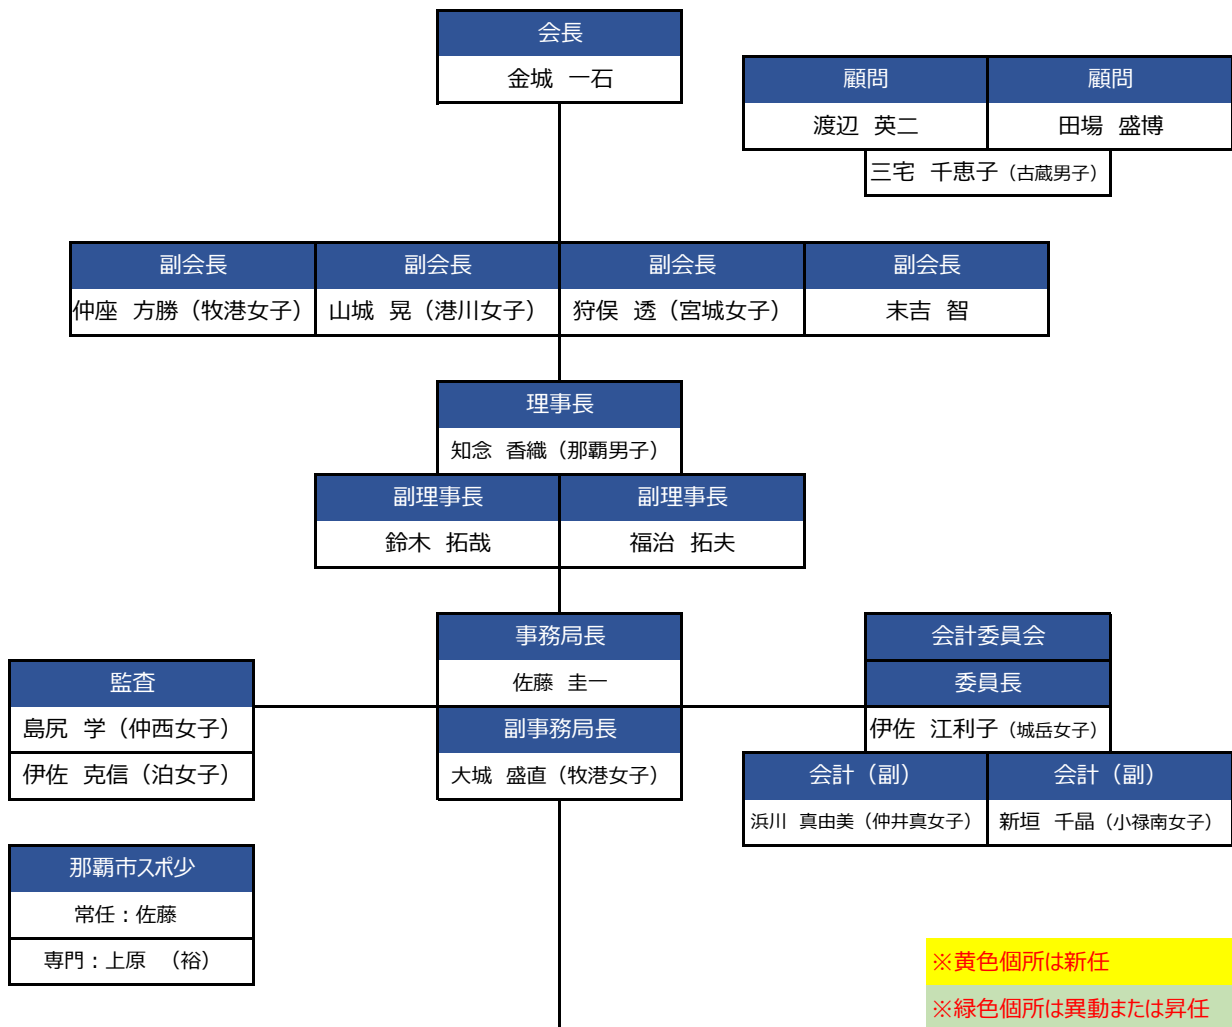 会長
金城 一石
顧問 顧問
渡辺 英二 田場 盛博
三宅 千恵子（古蔵男子）
副会長 副会長 副会長 副会長
仲座 方勝（牧港女子） 山城 晃（港川女子） 狩俣 透（宮城女子） 末吉 智
理事長
知念 香織（那覇男子）
副理事長 副理事長
鈴木 拓哉 福治 拓夫
事務局長
佐藤 圭一
副事務局長
大城 盛直（牧港女子）
監査
島尻 学（仲西女子）
伊佐 克信（泊女子）
会計委員会
委員長
伊佐 江利子（城岳女子）
会計（副） 会計（副）
浜川 真由美（仲井真女子） 新垣 千晶（小禄南女子）
那覇市スポ少
常任：佐藤
専門：上原 （裕）
※黄色個所は新任
※緑色個所は異動または昇任